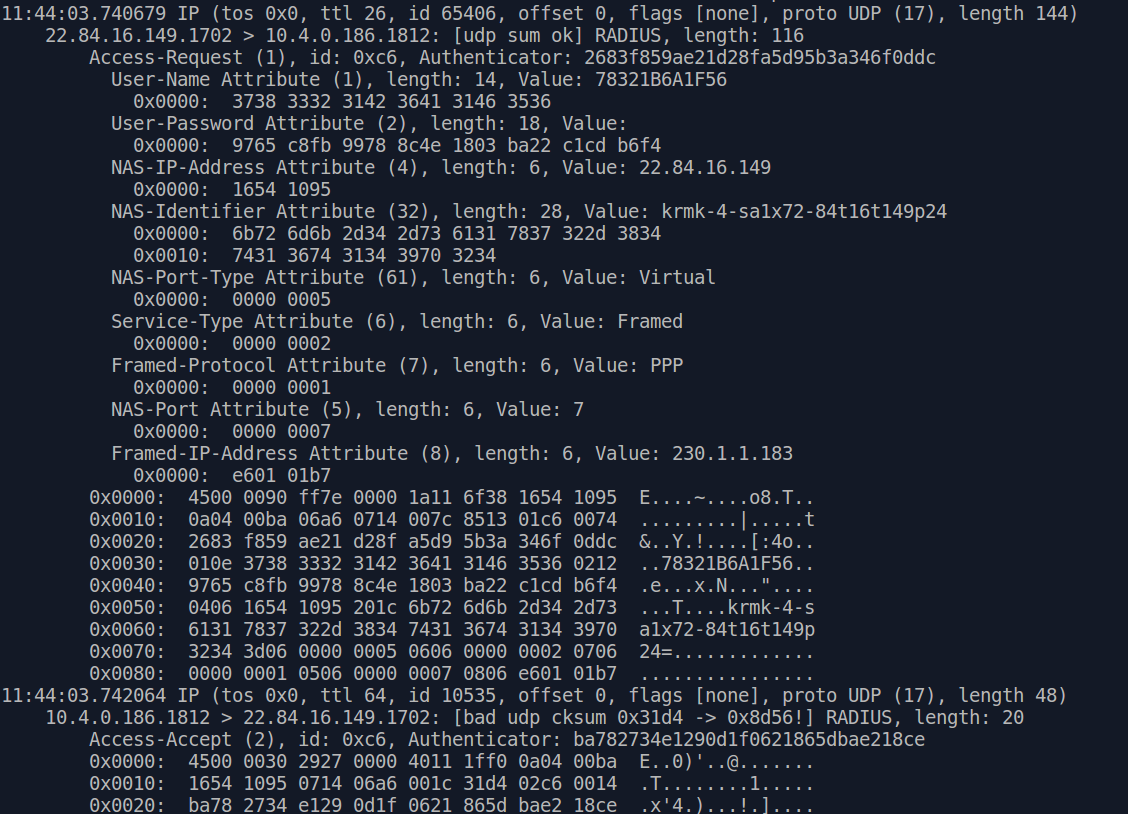 11:44:03.740679 IP (tos 0x0, ttl 26, id 65406, offset 0, flags [none], proto UDP (17), length 144)
    22.84.16.149.1702 > 10.4.0.186.1812: [udp sum ok] RADIUS, length: 116
        Access-Request (1), id: 0xc6, Authenticator: 2683f859ae21d28fa5d95b3a346f0ddc
          User-Name Attribute (1), length: 14, Value: 78321B6A1F56
            0x0000:  3738 3332 3142 3641 3146 3536
          User-Password Attribute (2), length: 18, Value:
            0x0000:  9765 c8fb 9978 8c4e 1803 ba22 c1cd b6f4
          NAS-IP-Address Attribute (4), length: 6, Value: 22.84.16.149
            0x0000:  1654 1095
          NAS-Identifier Attribute (32), length: 28, Value: krmk-4-sa1x72-84t16t149p24
            0x0000:  6b72 6d6b 2d34 2d73 6131 7837 322d 3834
            0x0010:  7431 3674 3134 3970 3234
          NAS-Port-Type Attribute (61), length: 6, Value: Virtual
            0x0000:  0000 0005
          Service-Type Attribute (6), length: 6, Value: Framed
            0x0000:  0000 0002
          Framed-Protocol Attribute (7), length: 6, Value: PPP
            0x0000:  0000 0001
          NAS-Port Attribute (5), length: 6, Value: 7
            0x0000:  0000 0007
          Framed-IP-Address Attribute (8), length: 6, Value: 230.1.1.183
            0x0000:  e601 01b7
        0x0000:  4500 0090 ff7e 0000 1a11 6f38 1654 1095  E....~....o8.T..
        0x0010:  0a04 00ba 06a6 0714 007c 8513 01c6 0074  .........|.....t
        0x0020:  2683 f859 ae21 d28f a5d9 5b3a 346f 0ddc  &..Y.!....[:4o..
        0x0030:  010e 3738 3332 3142 3641 3146 3536 0212  ..78321B6A1F56..
        0x0040:  9765 c8fb 9978 8c4e 1803 ba22 c1cd b6f4  .e...x.N..."....
        0x0050:  0406 1654 1095 201c 6b72 6d6b 2d34 2d73  ...T....krmk-4-s
        0x0060:  6131 7837 322d 3834 7431 3674 3134 3970  a1x72-84t16t149p
        0x0070:  3234 3d06 0000 0005 0606 0000 0002 0706  24=.............
        0x0080:  0000 0001 0506 0000 0007 0806 e601 01b7  ................
11:44:03.742064 IP (tos 0x0, ttl 64, id 10535, offset 0, flags [none], proto UDP (17), length 48)
    10.4.0.186.1812 > 22.84.16.149.1702: [bad udp cksum 0x31d4 -> 0x8d56!] RADIUS, length: 20
        Access-Accept (2), id: 0xc6, Authenticator: ba782734e1290d1f0621865dbae218ce
        0x0000:  4500 0030 2927 0000 4011 1ff0 0a04 00ba  E..0)'..@.......
        0x0010:  1654 1095 0714 06a6 001c 31d4 02c6 0014  .T........1.....
        0x0020:  ba78 2734 e129 0d1f 0621 865d bae2 18ce  .x'4.)...!.]....